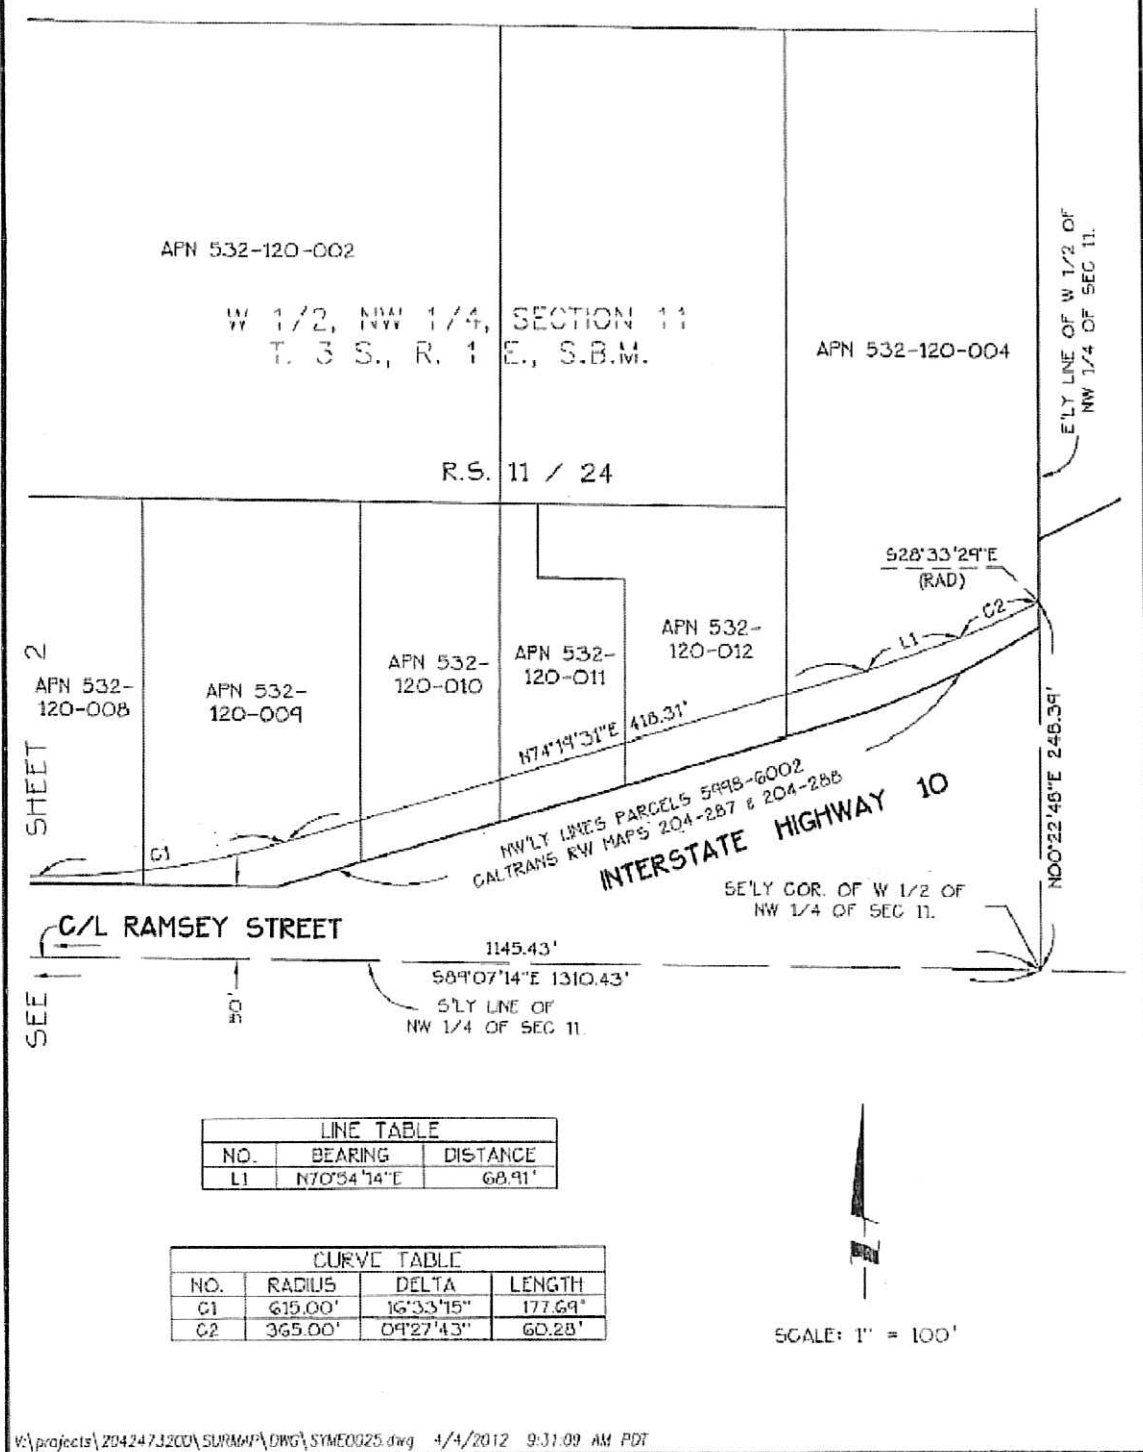 APN 532-120-002
W 1/2, NW 1/4, SECTION 11
T. 3 S., R. 1 E., S.B.M.
APN 532-120-004
E'LY LINE OF W 1/2 OF
NW 1/4 OF SEC 11.
R.S. 11 / 24
S28°33'29"E
(RAD)
C2
L1
APN 532-
120-012
APN 532-
120-011
APN 532-
120-010
APN 532-
120-009
APN 532-
120-008
SEE SHEET 2
N74°19'31"E 418.31'
N00°22'48"E 248.39'
C1
NW'LY LINES PARCELS 5998-6002
CALTRANS RW MAPS 204-287 & 204-288
INTERSTATE HIGHWAY 10
SE'LY COR. OF W 1/2 OF
NW 1/4 OF SEC 11.
C/L RAMSEY STREET
1145.43'
S89°07'14"E 1310.43'
50'
S'LY LINE OF
NW 1/4 OF SEC 11.
LINE TABLE
NO. BEARING DISTANCE
L1 N70°54'14"E 68.91'
CURVE TABLE
NO. RADIUS DELTA LENGTH
C1 615.00' 16°33'15" 177.69'
C2 365.00' 09°27'43" 60.28'
SCALE: 1" = 100'
V:\projects\2042473200\SURMAP\DWG\SYME0025.dwg 4/4/2012 9:31:09 AM PDT